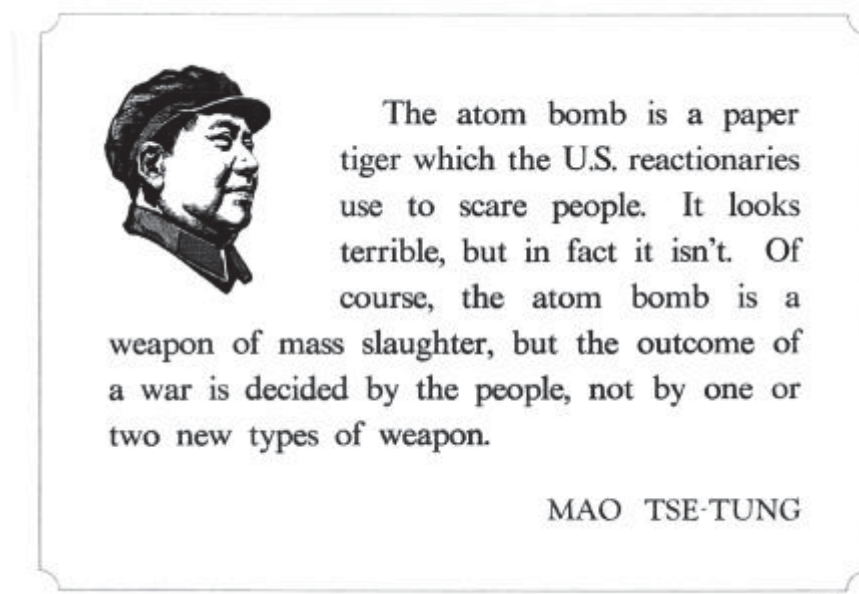 The atom bomb is a paper
tiger which the U.S. reactionaries
use to scare people. It looks
terrible, but in fact it isn't. Of
course, the atom bomb is a
weapon of mass slaughter, but the outcome of
a war is decided by the people, not by one or
two new types of weapon.
MAO TSE-TUNG